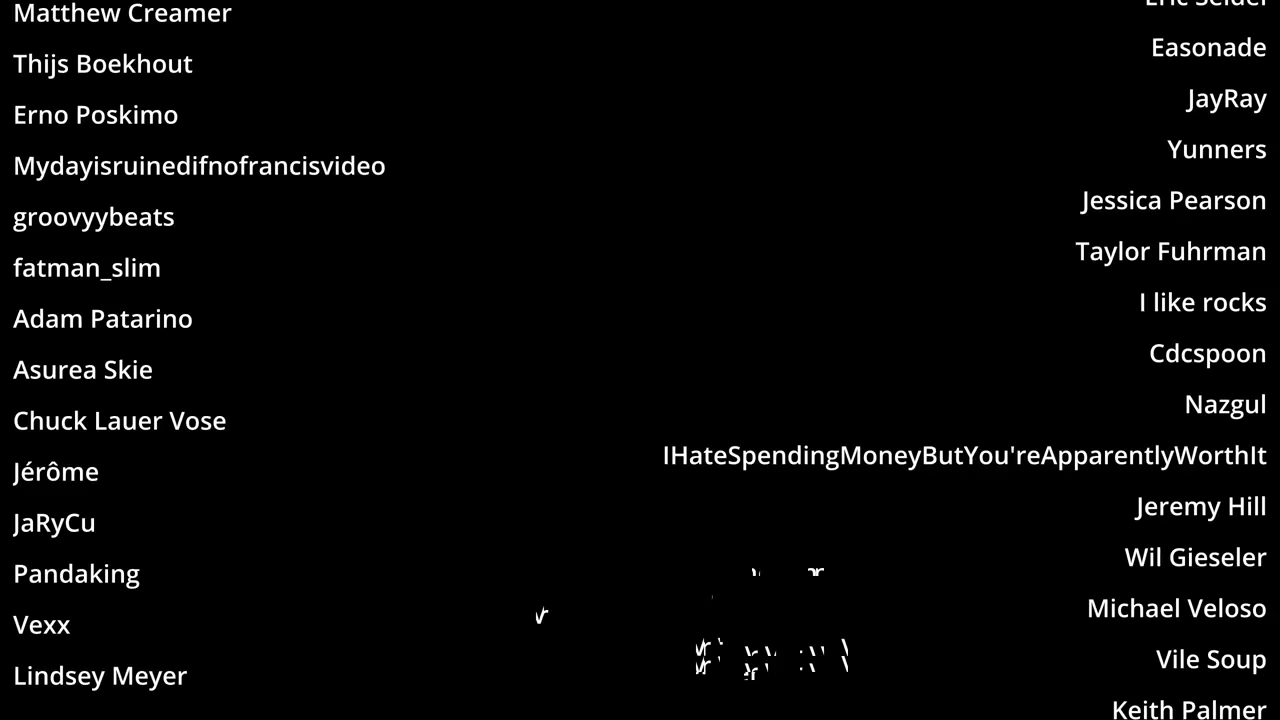 Matthew Creamer
Thijs Boekhout
Erno Poskimo
Mydayisruinedifnofrancisvideo
groovyybeats
fatman_slim
Adam Patarino
Asurea Skie
Chuck Lauer Vose
Jérôme
JaRyCu
Pandaking
Vexx
Lindsey Meyer
Easonade
JayRay
Yunners
Jessica Pearson
Taylor Fuhrman
I like rocks
Cdcspoon
Nazgul
IHateSpendingMoneyButYou'reApparentlyWorthIt
Jeremy Hill
Wil Gieseler
Michael Veloso
Vile Soup
Keith Palmer